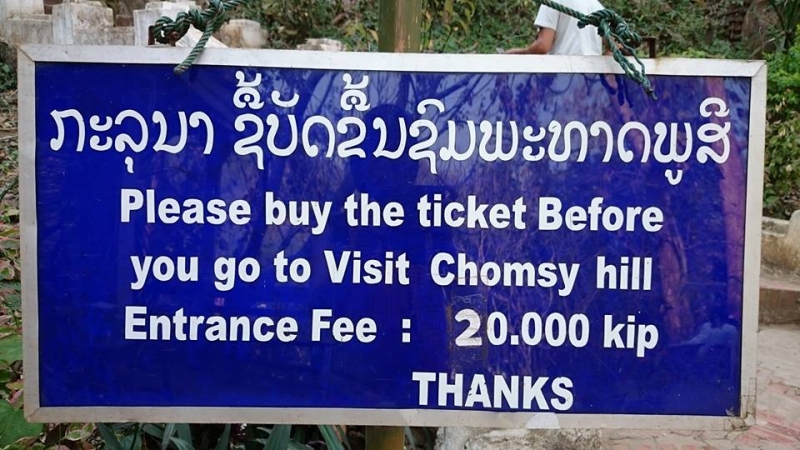 ກະລຸນາ ຊື້ບັດຂຶ້ນຊົມພະທາດພູສີ
Please buy the ticket Before
you go to Visit Chomsy hill
Entrance Fee : 20.000 kip
THANKS